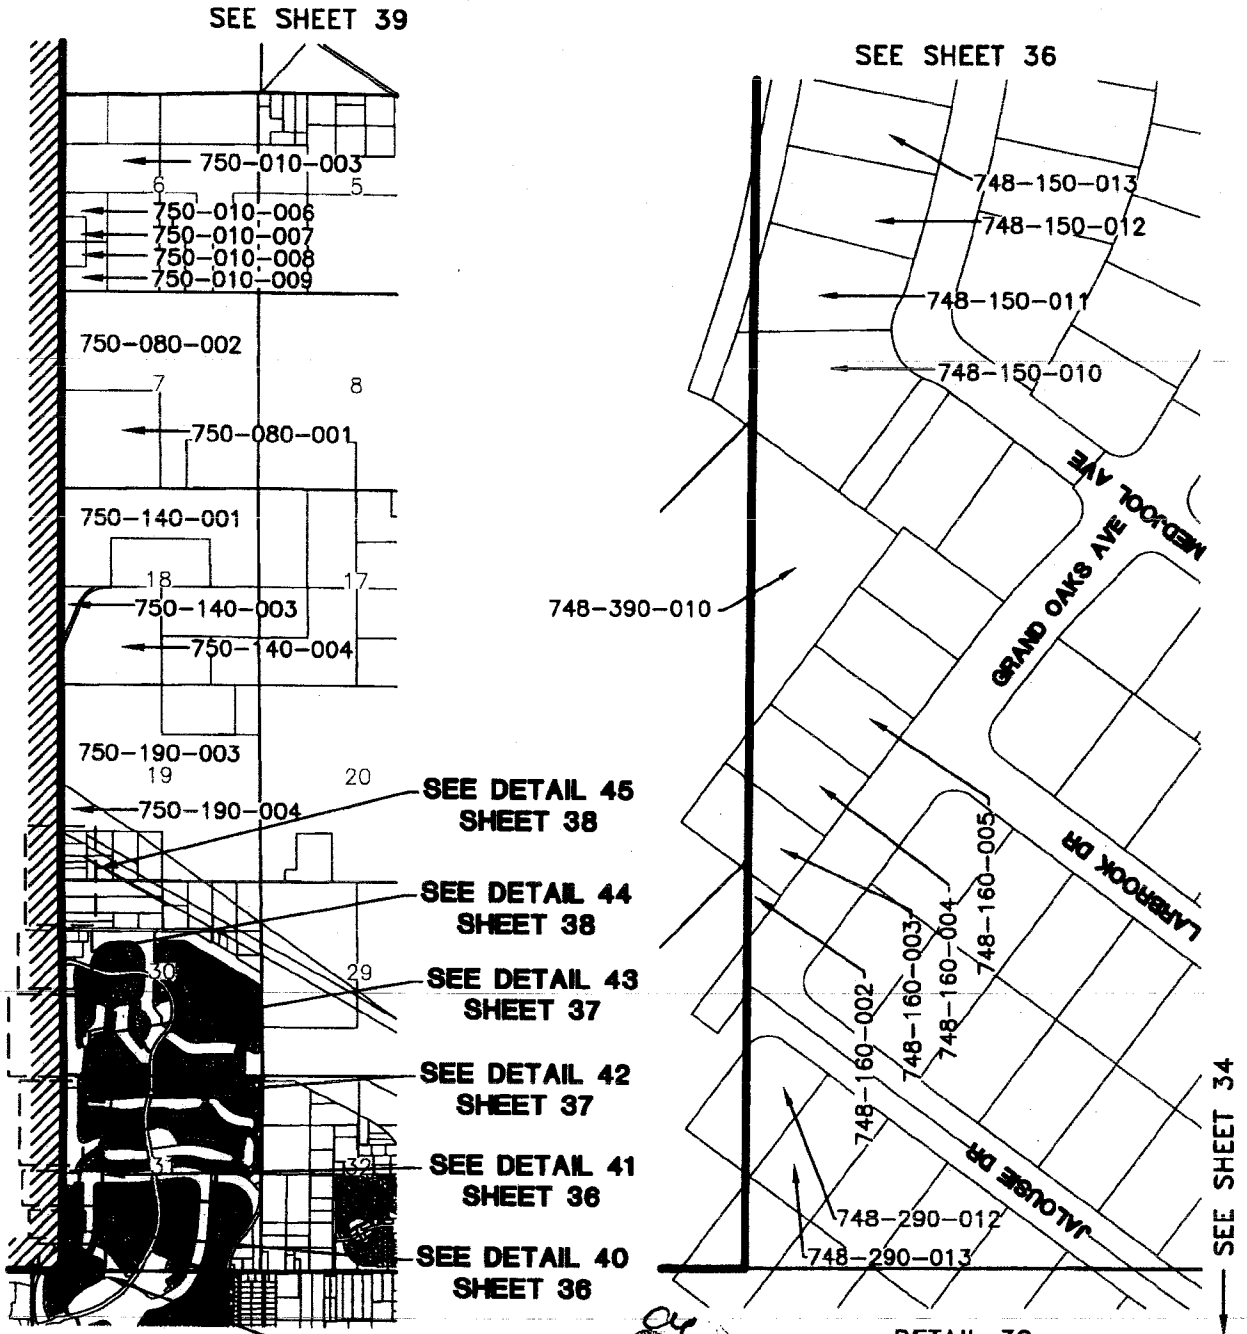 SEE SHEET 39
750-010-003
6
5
750-010-006
750-010-007
750-010-008
750-010-009
750-080-002
7
8
750-080-001
750-140-001
18
17
750-140-003
750-140-004
750-190-003
19
20
750-190-004
SEE DETAIL 45
SHEET 38
SEE DETAIL 44
SHEET 38
30
29
SEE DETAIL 43
SHEET 37
SEE DETAIL 42
SHEET 37
31
32
SEE DETAIL 41
SHEET 36
SEE DETAIL 40
SHEET 36
SEE SHEET 36
748-150-013
748-150-012
748-150-011
748-150-010
MEDJOOL AVE
GRAND OAKS AVE
748-390-010
LARBROOK DR
748-160-005
748-160-004
748-160-003
748-160-002
JALOUSIE DR
748-290-012
748-290-013
SEE SHEET 34